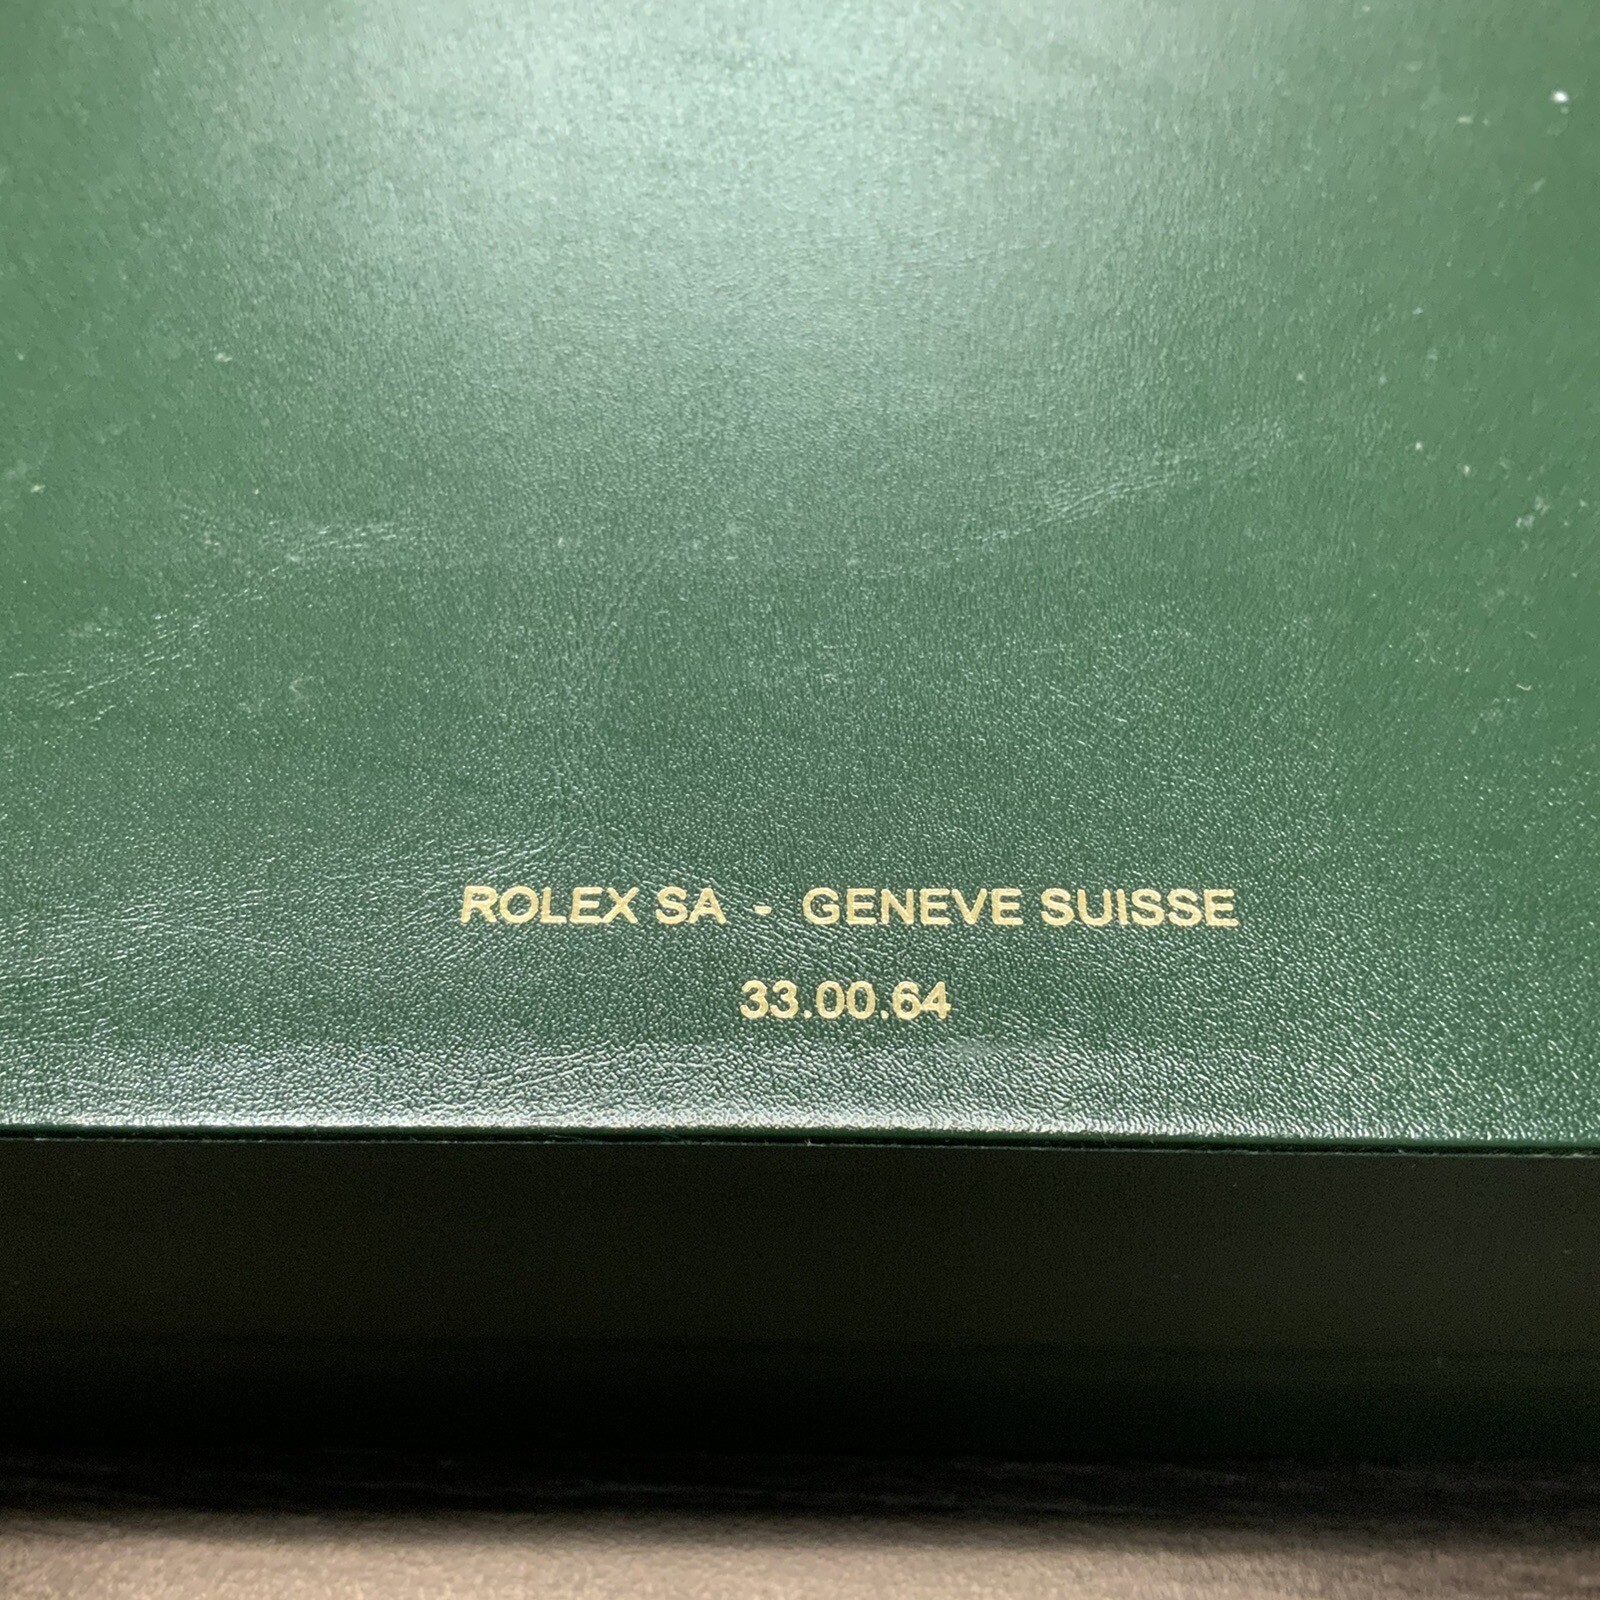 ROLEX SA - GENEVE SUISSE
33.00.64